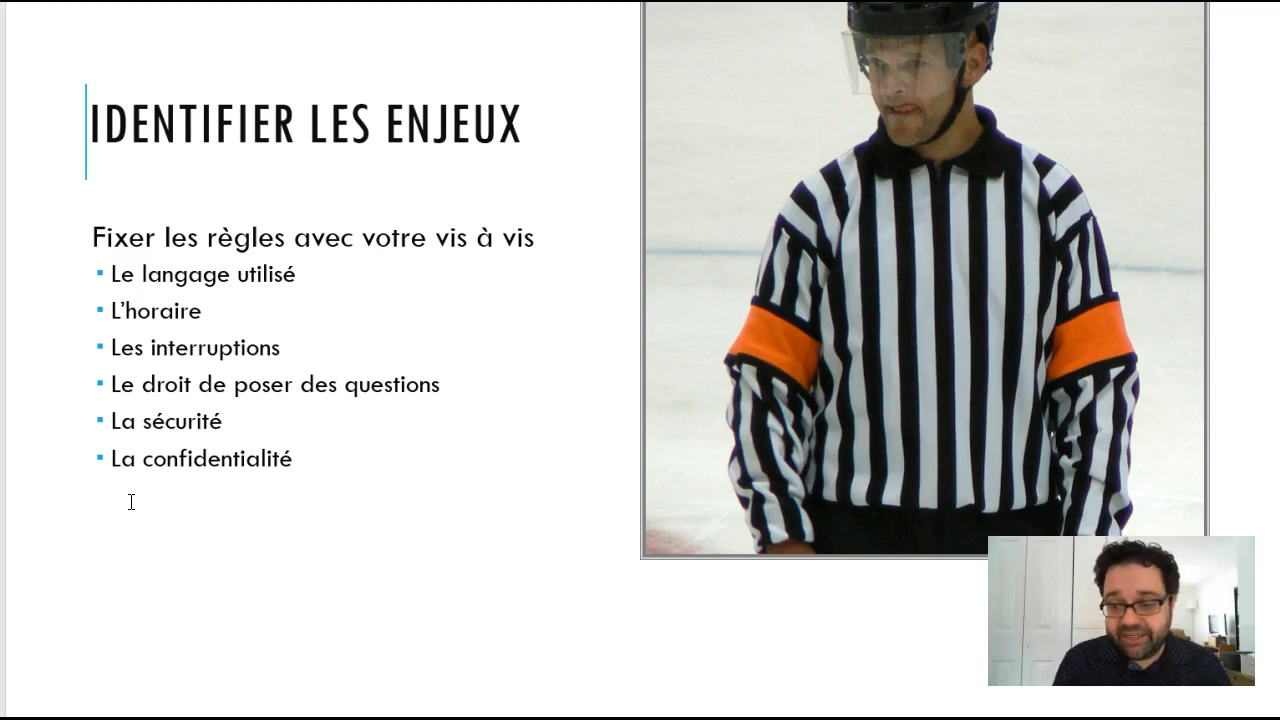 IDENTIFIER LES ENJEUX
Fixer les règles avec votre vis à vis
Le langage utilisé
L'horaire
Les interruptions
Le droit de poser des questions
La sécurité
La confidentialité